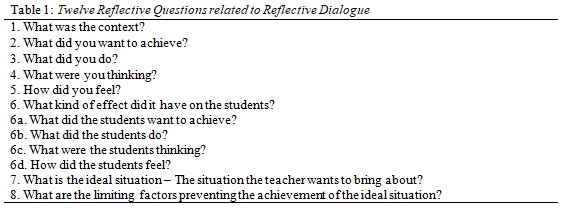 Table 1: Twelve Reflective Questions related to Reflective Dialogue
1. What was the context?
2. What did you want to achieve?
3. What did you do?
4. What were you thinking?
5. How did you feel?
6. What kind of effect did it have on the students?
6a. What did the students want to achieve?
6b. What did the students do?
6c. What were the students thinking?
6d. How did the students feel?
7. What is the ideal situation – The situation the teacher wants to bring about?
8. What are the limiting factors preventing the achievement of the ideal situation?